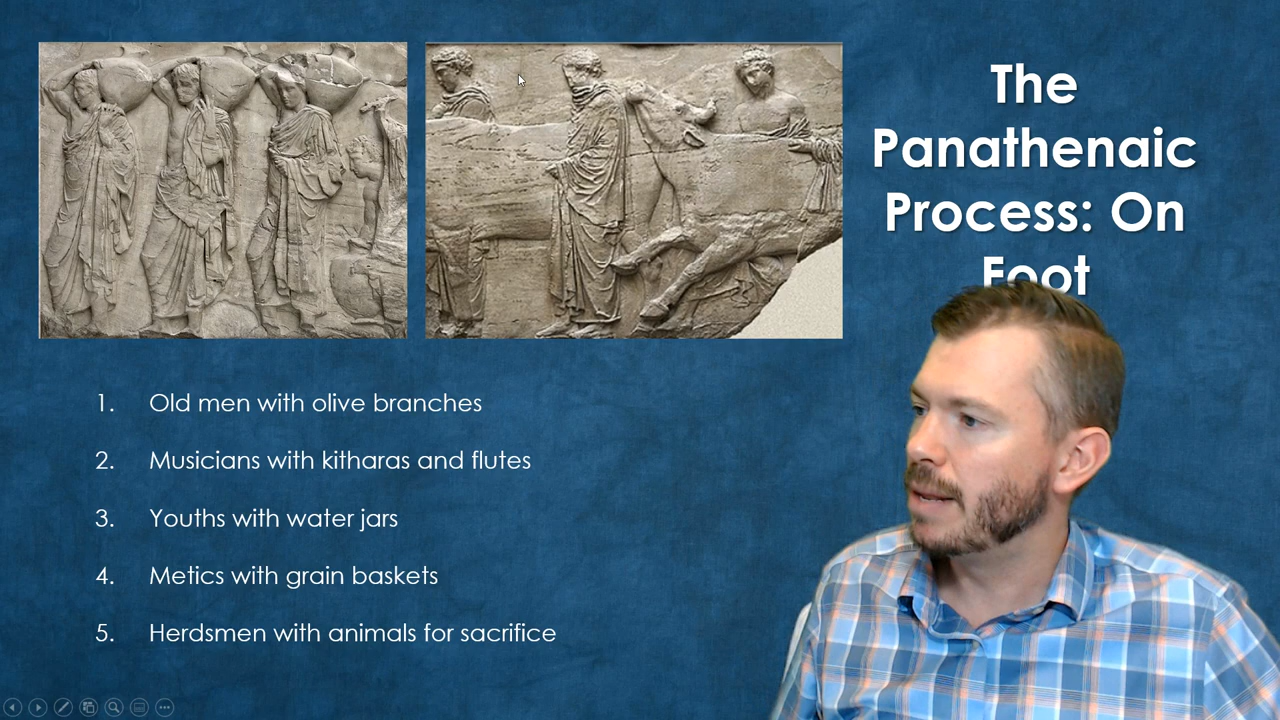 The
Panathenaic
Process: On
Foot
1. Old men with olive branches
2. Musicians with kitharas and flutes
3. Youths with water jars
4. Metics with grain baskets
5. Herdsmen with animals for sacrifice